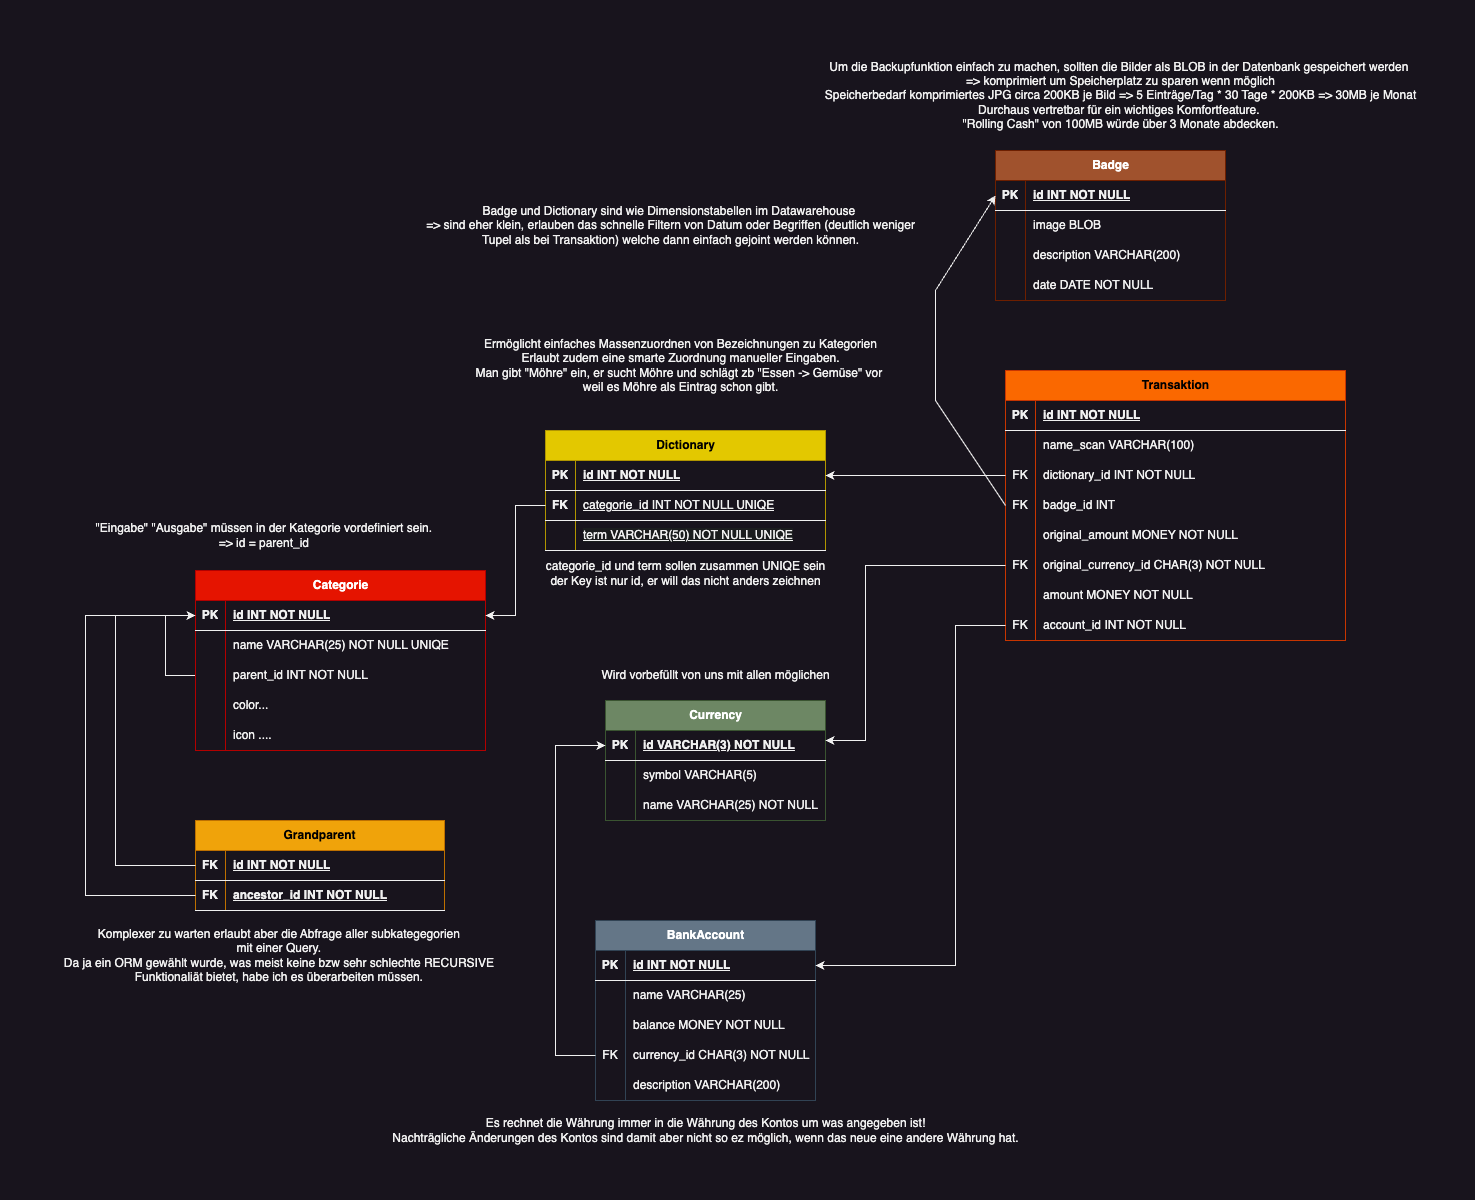 Um die Backupfunktion einfach zu machen, sollten die Bilder als BLOB in der Datenbank gespeichert werden
=> komprimiert um Speicherplatz zu sparen wenn möglich
Speicherbedarf komprimiertes JPG circa 200KB je Bild => 5 Einträge/Tag * 30 Tage * 200KB => 30MB je Monat
Durchaus vertretbar für ein wichtiges Komfortfeature.
"Rolling Cash" von 100MB würde über 3 Monate abdecken.
Badge
PK id INT NOT NULL
image BLOB
description VARCHAR(200)
date DATE NOT NULL
Badge und Dictionary sind wie Dimensionstabellen im Datawarehouse
=> sind eher klein, erlauben das schnelle Filtern von Datum oder Begriffen (deutlich weniger
Tupel als bei Transaktion) welche dann einfach gejoint werden können.
Ermöglicht einfaches Massenzuordnen von Bezeichnungen zu Kategorien
Erlaubt zudem eine smarte Zuordnung manueller Eingaben.
Man gibt "Möhre" ein, er sucht Möhre und schlägt zb "Essen -> Gemüse" vor
weil es Möhre als Eintrag schon gibt.
Transaktion
PK id INT NOT NULL
name_scan VARCHAR(100)
FK dictionary_id INT NOT NULL
FK badge_id INT
original_amount MONEY NOT NULL
FK original_currency_id CHAR(3) NOT NULL
amount MONEY NOT NULL
FK account_id INT NOT NULL
Dictionary
PK id INT NOT NULL
FK categorie_id INT NOT NULL UNIQE
term VARCHAR(50) NOT NULL UNIQE
categorie_id und term sollen zusammen UNIQE sein
der Key ist nur id, er will das nicht anders zeichnen
"Eingabe" "Ausgabe" müssen in der Kategorie vordefiniert sein.
=> id = parent_id
Categorie
PK id INT NOT NULL
name VARCHAR(25) NOT NULL UNIQE
parent_id INT NOT NULL
color...
icon ....
Wird vorbefüllt von uns mit allen möglichen
Currency
PK id VARCHAR(3) NOT NULL
symbol VARCHAR(5)
name VARCHAR(25) NOT NULL
Grandparent
FK id INT NOT NULL
FK ancestor_id INT NOT NULL
Komplexer zu warten erlaubt aber die Abfrage aller subkategegorien
mit einer Query.
Da ja ein ORM gewählt wurde, was meist keine bzw sehr schlechte RECURSIVE
Funktionaliät bietet, habe ich es überarbeiten müssen.
BankAccount
PK id INT NOT NULL
name VARCHAR(25)
balance MONEY NOT NULL
FK currency_id CHAR(3) NOT NULL
description VARCHAR(200)
Es rechnet die Währung immer in die Währung des Kontos um was angegeben ist!
Nachträgliche Änderungen des Kontos sind damit aber nicht so ez möglich, wenn das neue eine andere Währung hat.